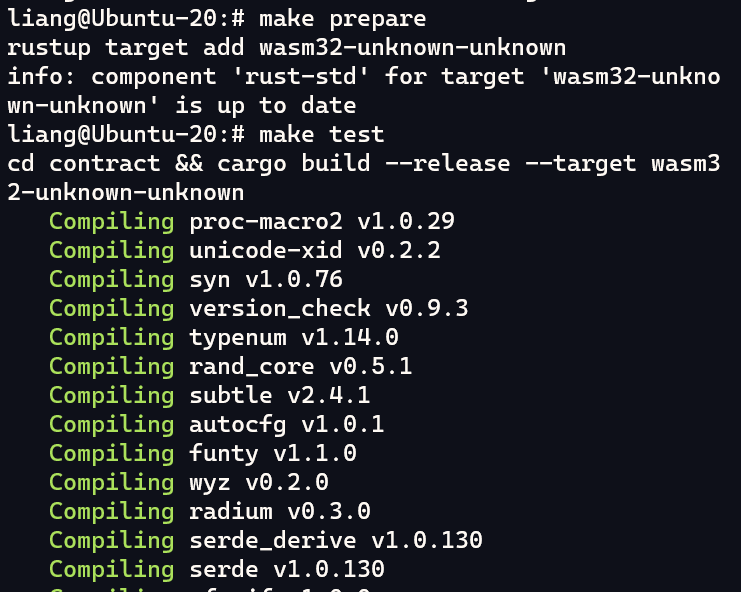 liang@Ubuntu-20:# make prepare
rustup target add wasm32-unknown-unknown
info: component 'rust-std' for target 'wasm32-unkno
wn-unknown' is up to date
liang@Ubuntu-20:# make test
cd contract && cargo build --release --target wasm3
2-unknown-unknown
Compiling proc-macro2 v1.0.29
Compiling unicode-xid v0.2.2
Compiling syn v1.0.76
Compiling version_check v0.9.3
Compiling typenum v1.14.0
Compiling rand_core v0.5.1
Compiling subtle v2.4.1
Compiling autocfg v1.0.1
Compiling funty v1.1.0
Compiling wyz v0.2.0
Compiling radium v0.3.0
Compiling serde_derive v1.0.130
Compiling serde v1.0.130